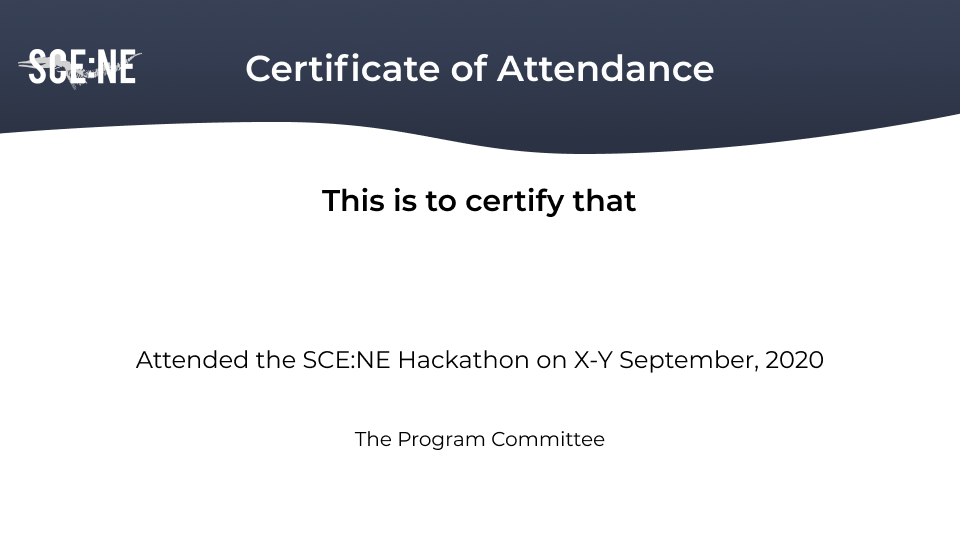 SCE:NE
Certificate of Attendance
This is to certify that
Attended the SCE:NE Hackathon on X-Y September, 2020
The Program Committee